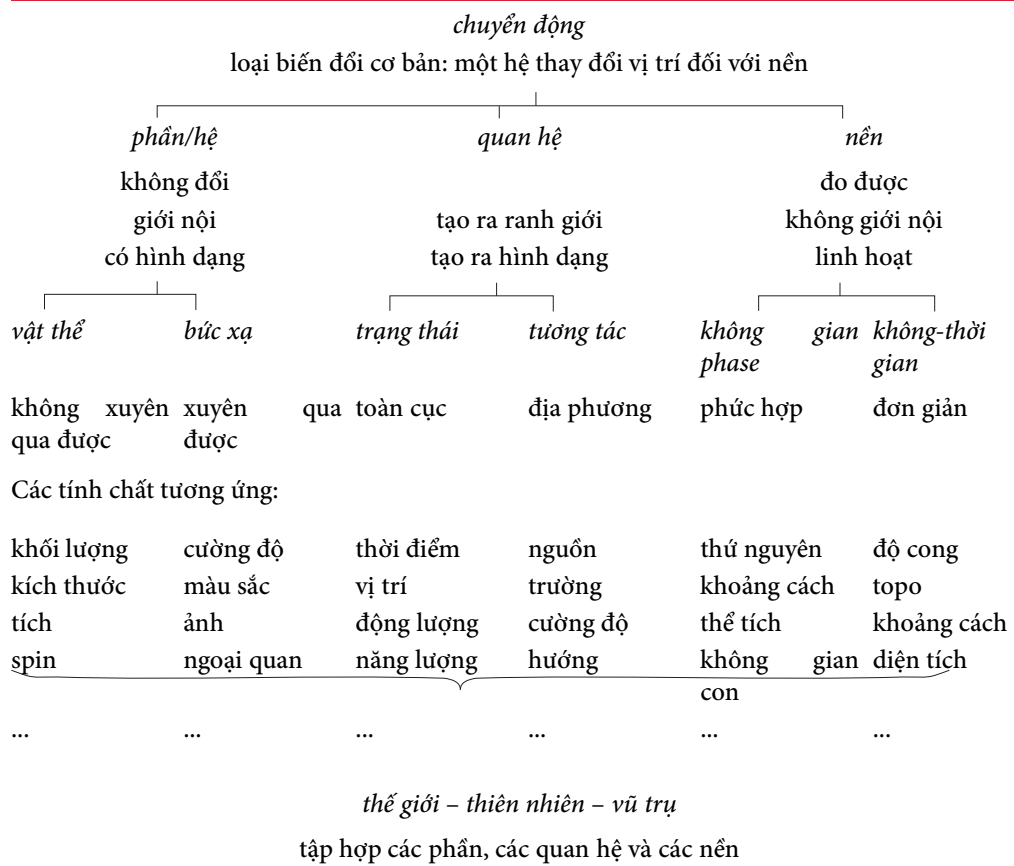 chuyển động
loại biến đổi cơ bản: một hệ thay đổi vị trí đối với nền
phần/hệ quan hệ nền
không đổi đo được
giới nội tạo ra ranh giới không giới nội
có hình dạng tạo ra hình dạng linh hoạt
vật thể bức xạ trạng thái tương tác không gian không-thời
phase gian
không xuyên xuyên qua toàn cục địa phương phức hợp đơn giản
qua được được
Các tính chất tương ứng:
khối lượng cường độ thời điểm nguồn thứ nguyên độ cong
kích thước màu sắc vị trí trường khoảng cách topo
tích ảnh động lượng cường độ thể tích khoảng cách
spin ngoại quan năng lượng hướng không gian diện tích
con
... ... ... ... ... ...
thế giới – thiên nhiên – vũ trụ
tập hợp các phần, các quan hệ và các nền